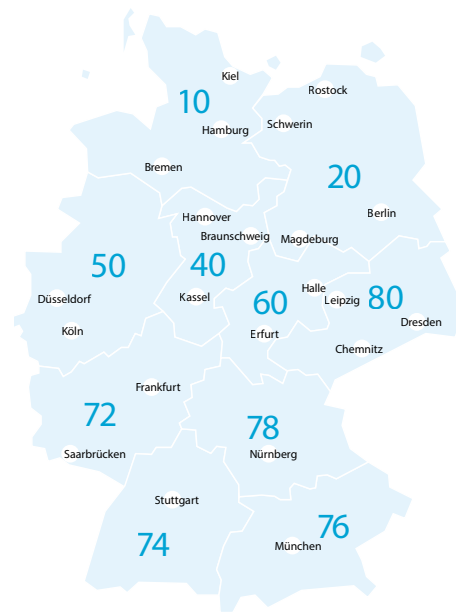 Kiel
Rostock
10
Schwerin
Hamburg
Bremen
20
Berlin
Hannover
Braunschweig
Magdeburg
50
40
Halle
80
Düsseldorf
Kassel
60
Leipzig
Köln
Erfurt
Dresden
Chemnitz
Frankfurt
72
78
Saarbrücken
Nürnberg
Stuttgart
74
76
München